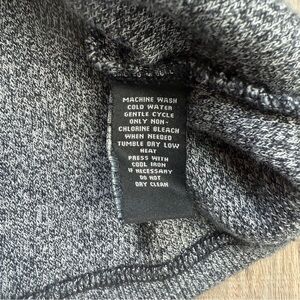 MACHINE WASH
COLD WATER
GENTLE CYCLE
ONLY NON-
CHLORINE BLEACH
WHEN NEEDED
TUMBLE DRY LOW
HEAT
PRESS WITH
COOL IRON
IF NECESSARY
DO NOT
DRY CLEAN